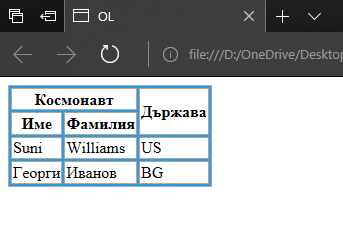 OL
file:///D:/OneDrive/Desktop
Космонавт
Държава
Име Фамилия
Suni Williams US
Георги Иванов BG